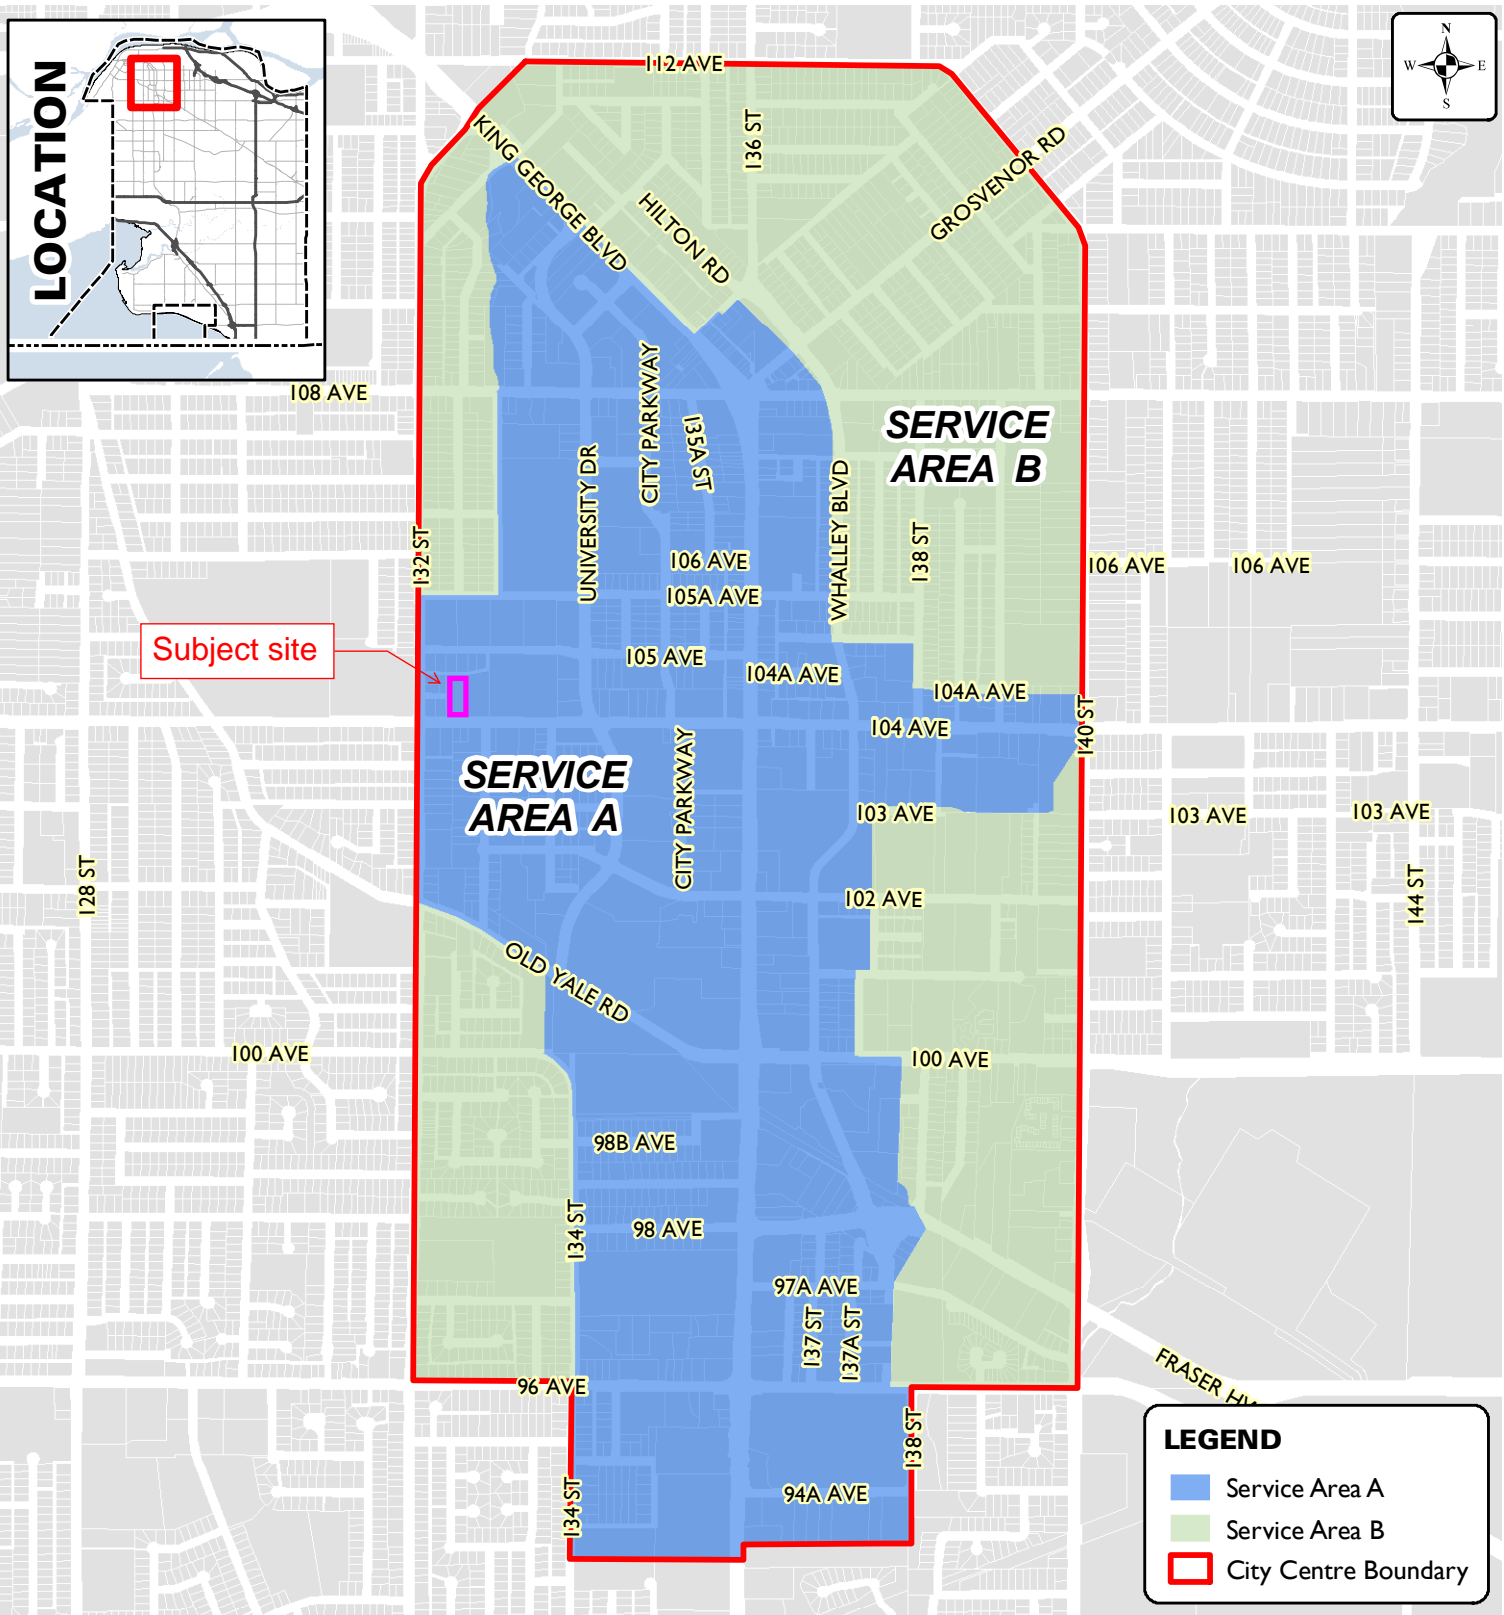 LOCATION
N
W
E
S
112 AVE
KING GEORGE BLVD
136 ST
HILTON RD
GROSVENOR RD
108 AVE
CITY PARKWAY
135A ST
SERVICE
AREA B
UNIVERSITY DR
WHALLEY BLVD
132 ST
138 ST
106 AVE
106 AVE
106 AVE
105A AVE
Subject site
105 AVE
104A AVE
104A AVE
104 AVE
140 ST
SERVICE
AREA A
CITY PARKWAY
103 AVE
103 AVE
103 AVE
128 ST
102 AVE
144 ST
OLD YALE RD
100 AVE
100 AVE
98B AVE
134 ST
98 AVE
97A AVE
137 ST
137A ST
96 AVE
FRASER HW
138 ST
134 ST
94A AVE
LEGEND
Service Area A
Service Area B
City Centre Boundary